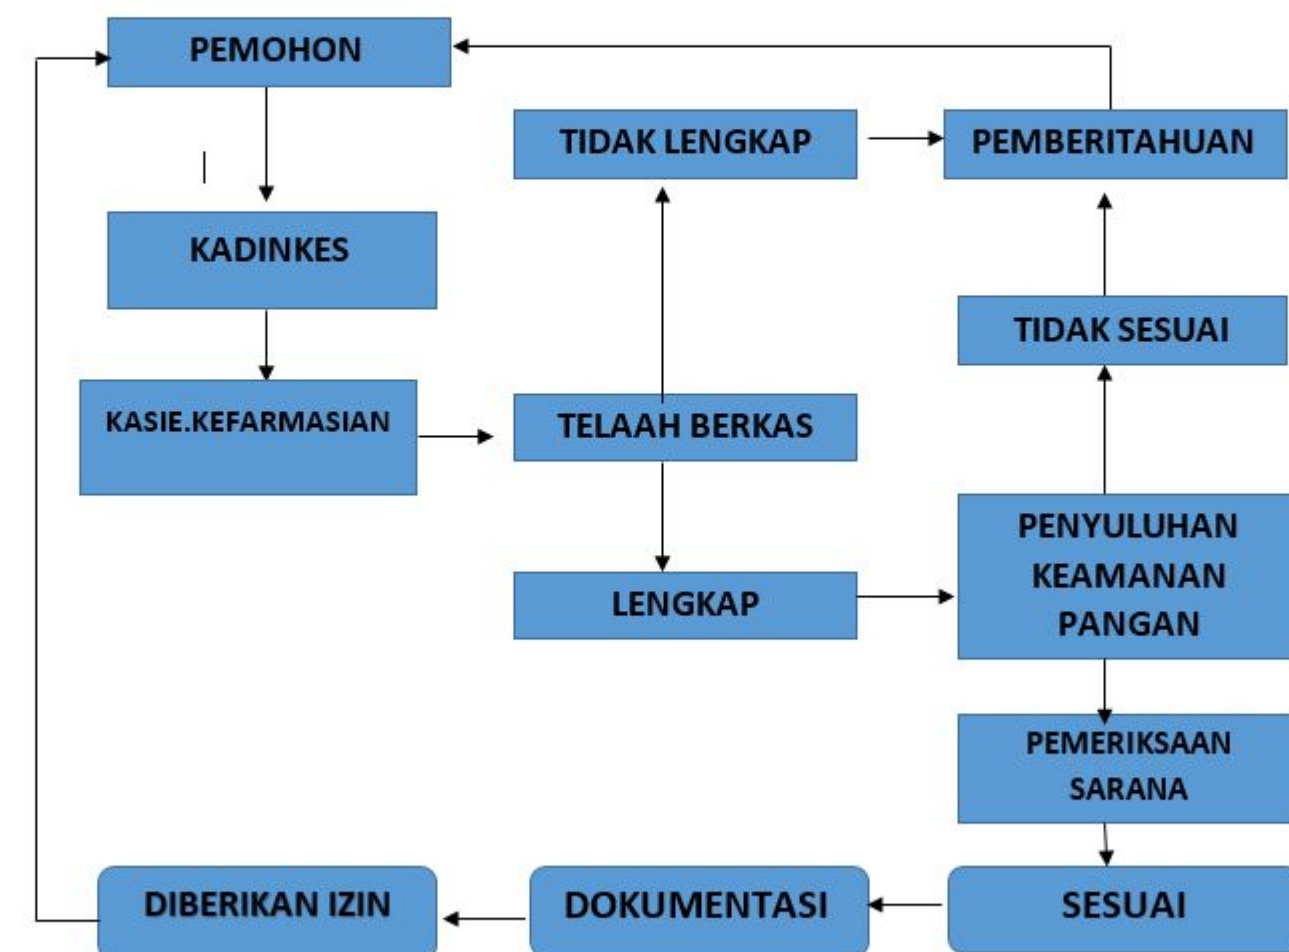 PEMOHON
TIDAK LENGKAP
PEMBERITAHUAN
KADINKES
TIDAK SESUAI
KASIE.KEFARMASIAN
TELAAH BERKAS
PENYULUHAN
KEAMANAN
PANGAN
LENGKAP
PEMERIKSAAN
SARANA
DIBERIKAN IZIN
DOKUMENTASI
SESUAI